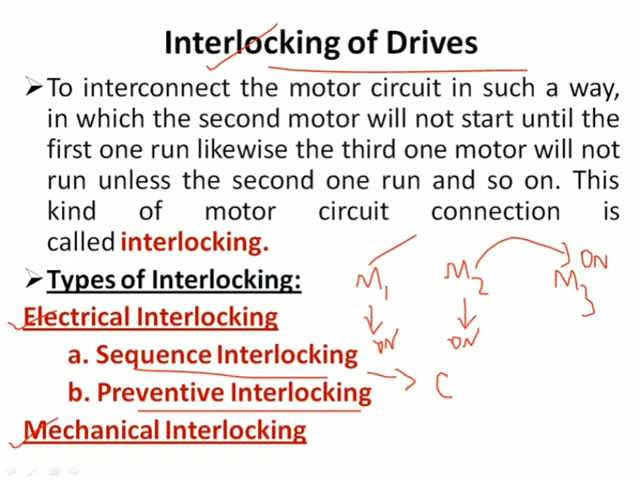 Interlocking of Drives
➢To interconnect the motor circuit in such a way,
in which the second motor will not start until the
first one run likewise the third one motor will not
run unless the second one run and so on. This
kind of motor circuit connection is
called interlocking.
➢Types of Interlocking:
Electrical Interlocking
a. Sequence Interlocking
b. Preventive Interlocking
Mechanical Interlocking
M1 M2 M3 ON
ON ON
C